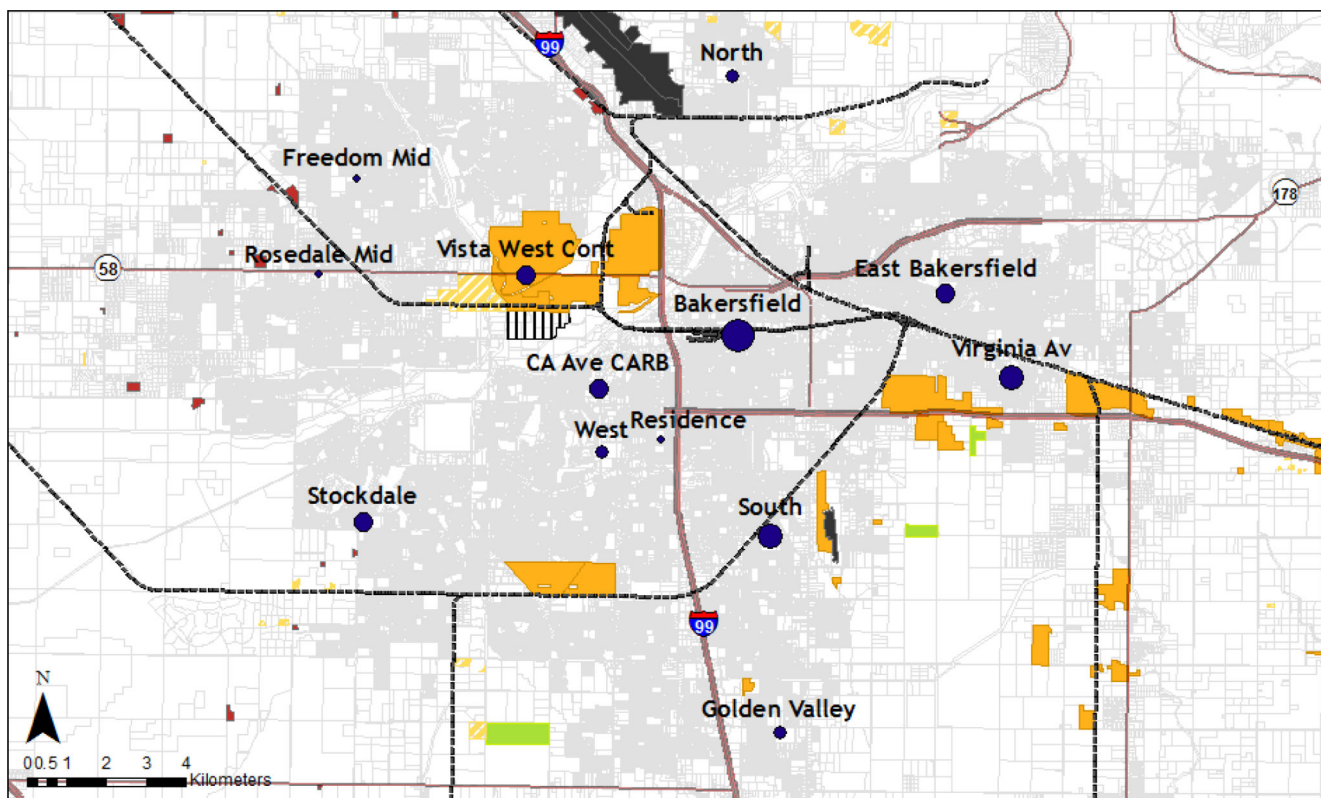 99
North
Freedom Mid
178
Rosedale Mid
Vista West Cont
58
East Bakersfield
Bakersfield
Virginia Av
CA Ave CARB
West
Residence
Stockdale
South
99
N
Golden Valley
0 0.5 1 2 3 4
Kilometers